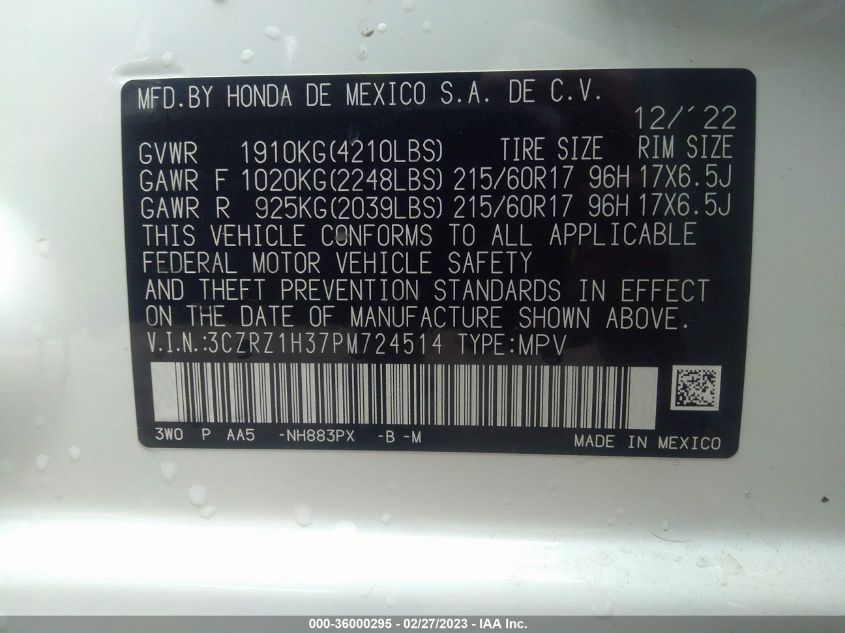 MFD.BY HONDA DE MEXICO S.A. DE C.V.
12/'22
GVWR 1910KG(4210LBS) TIRE SIZE RIM SIZE
GAWR F 1020KG(2248LBS) 215/60R17 96H 17X6.5J
GAWR R 925KG(2039LBS) 215/60R17 96H 17X6.5J
THIS VEHICLE CONFORMS TO ALL APPLICABLE
FEDERAL MOTOR VEHICLE SAFETY
AND THEFT PREVENTION STANDARDS IN EFFECT
ON THE DATE OF MANUFACTURE SHOWN ABOVE.
V.I.N.:3CZRZ1H37PM724514 TYPE:MPV
3W0 P AA5 -NH883PX -B -M MADE IN MEXICO
000-36000295 - 02/27/2023 - IAA Inc.